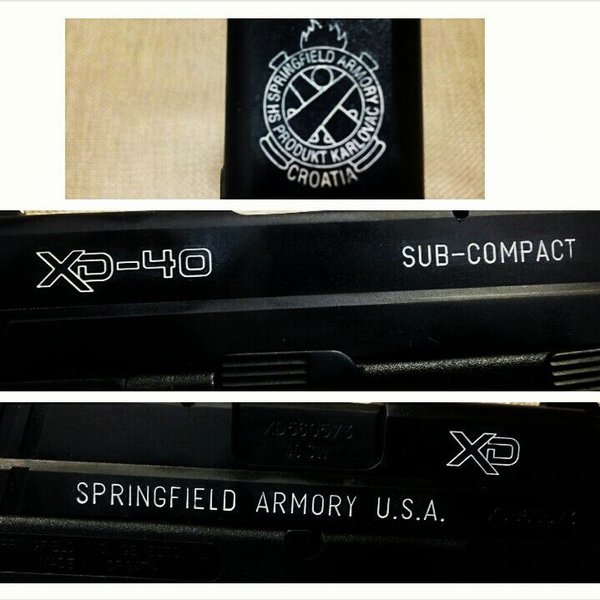 SPRINGFIELD ARMORY
HS PRODUKT KARLOVAC
CROATIA
XD-40
SUB-COMPACT
XD
SPRINGFIELD ARMORY U.S.A.